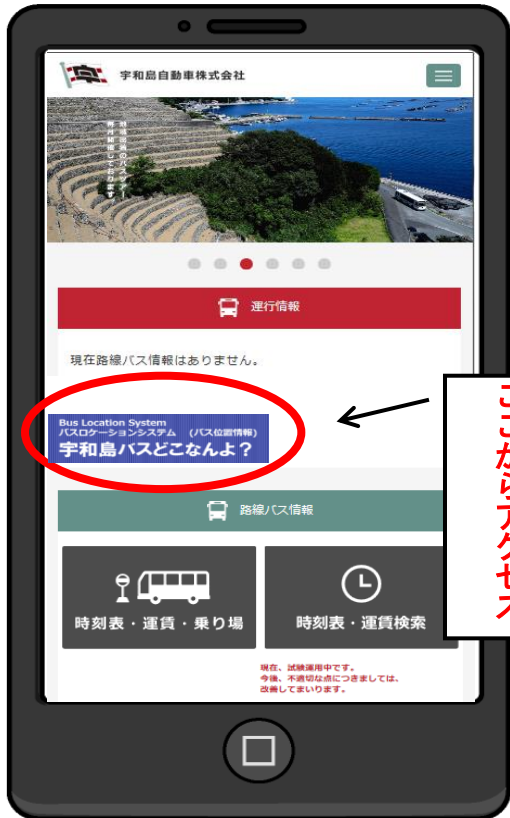 宇和島自動車株式会社
運行情報
現在路線バス情報はありません。
Bus Location System
バスロケーションシステム (バス位置情報)
宇和島バスどこなんよ?
ここからアクセス
路線バス情報
時刻表・運賃・乗り場
時刻表・運賃検索
現在、試験運用中です。
今後、不適切な点につきましては、
改善してまいります。